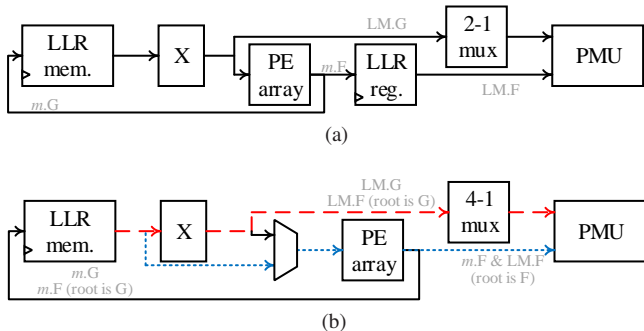 LM.G
2-1
mux
LLR
mem.
X
PE
array
m.F
LLR
reg.
PMU
m.G
LM.F
(a)
LM.G
LM.F (root is G)
4-1
mux
LLR
mem.
X
PE
array
PMU
m.G
m.F (root is G)
m.F & LM.F
(root is F)
(b)